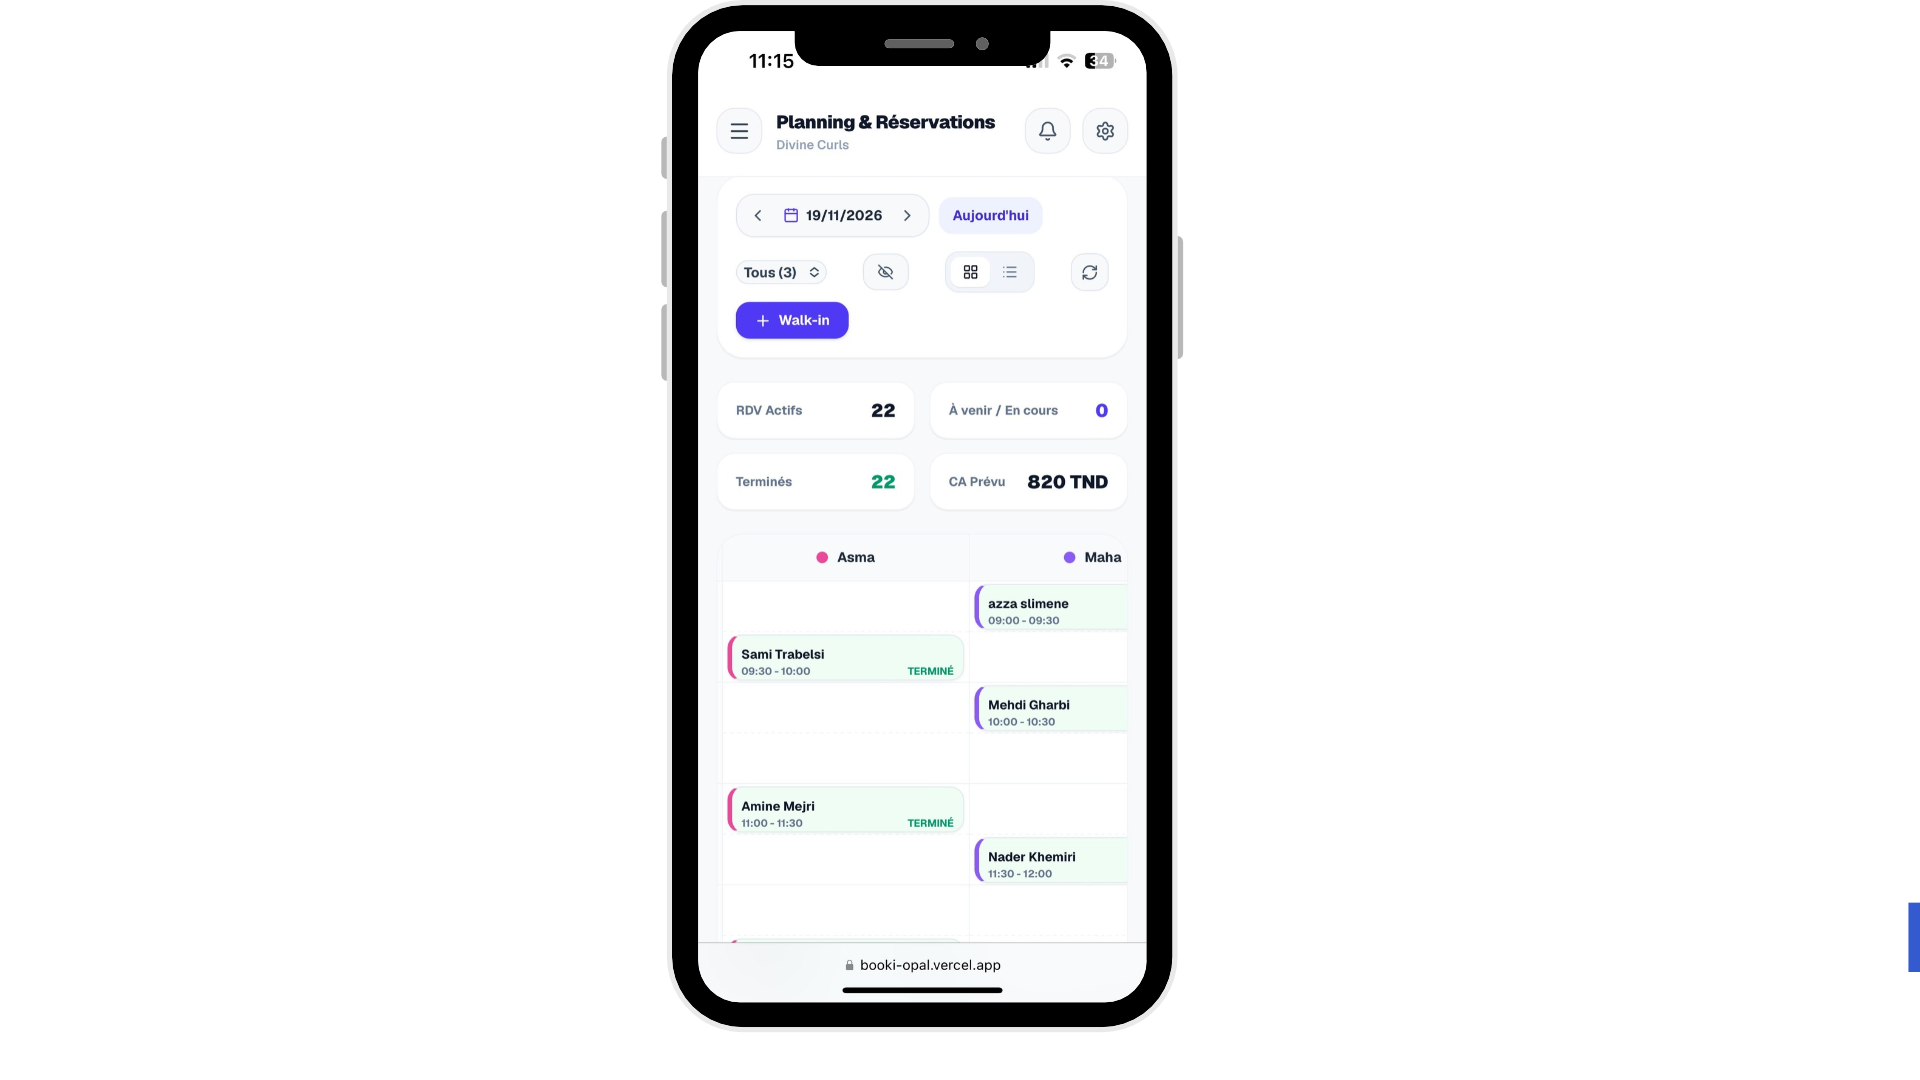 11:15
34
Planning & Réservations
Divine Curls
19/11/2026
Aujourd'hui
Tous (3)
+ Walk-in
RDV Actifs 22
À venir / En cours 0
Terminés 22
CA Prévu 820 TND
Asma
Maha
azza slimene
09:00 - 09:30
Sami Trabelsi
09:30 - 10:00 TERMINÉ
Mehdi Gharbi
10:00 - 10:30
Amine Mejri
11:00 - 11:30 TERMINÉ
Nader Khemiri
11:30 - 12:00
booki-opal.vercel.app